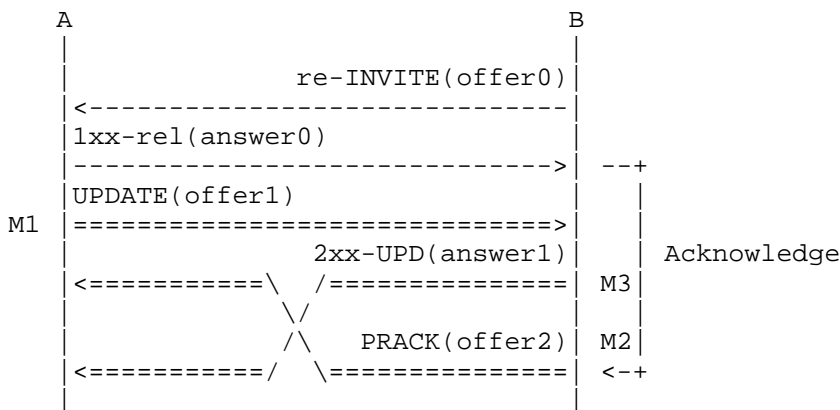 A B
re-INVITE(offer0)
<------------------------------
1xx-rel(answer0)
------------------------------> --+
UPDATE(offer1)
M1 ==============================>
2xx-UPD(answer1) Acknowledge
<===========\ /=============== M3
\/
/\ PRACK(offer2) M2
<===========/ \=============== <-+